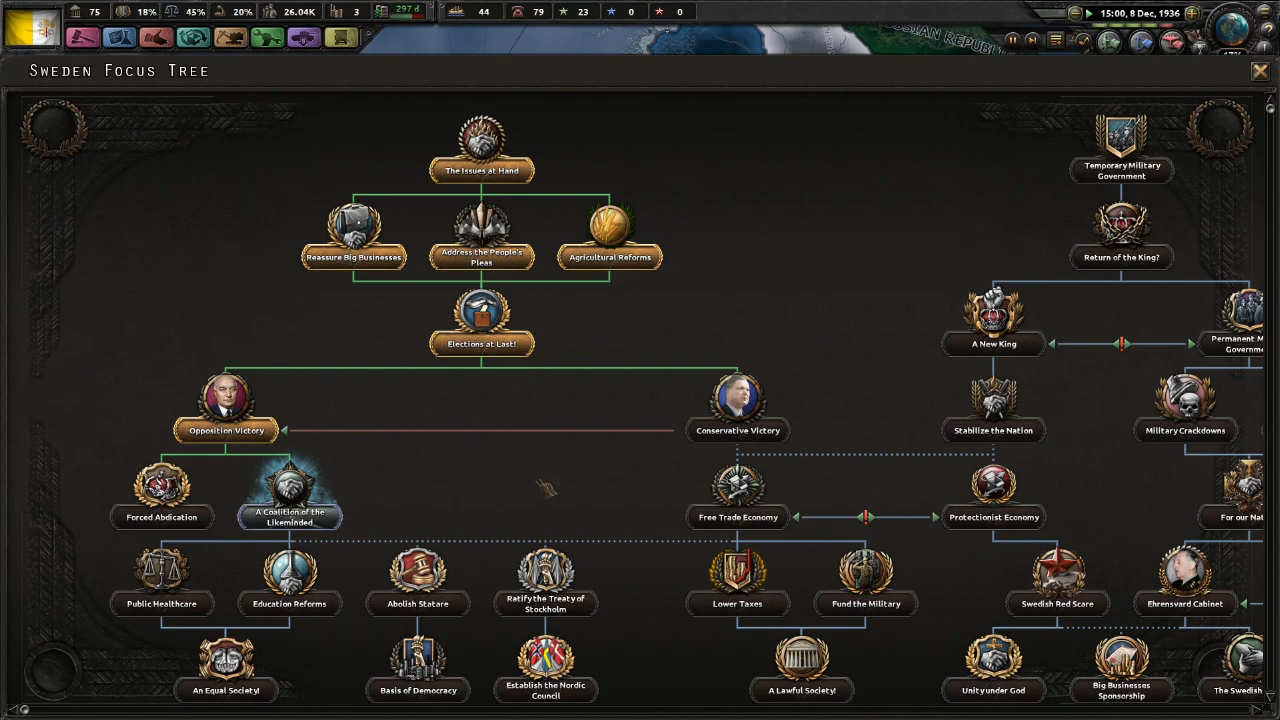 75 18% 45% 20% 26.04K 3 297 d 44 79 23 0 0 15:00, 8 Dec, 1936
Sweden Focus Tree
The Issues at Hand
Temporary Military
Government
Reassure Big Businesses
Address the People's
Pleas
Agricultural Reforms
Return of the King?
Elections at Last!
A New King
Permanent M
Governme
Opposition Victory
Conservative Victory
Stabilize the Nation
Military Crackdowns
Forced Abdication
A Coalition of the
Likeminded
Free Trade Economy
Protectionist Economy
For our Nat
Public Healthcare
Education Reforms
Abolish Statare
Ratify the Treaty of
Stockholm
Lower Taxes
Fund the Military
Swedish Red Scare
Ehrensvard Cabinet
An Equal Society!
Basis of Democracy
Establish the Nordic
Council
A Lawful Society!
Unity under God
Big Businesses
Sponsorship
The Swedish